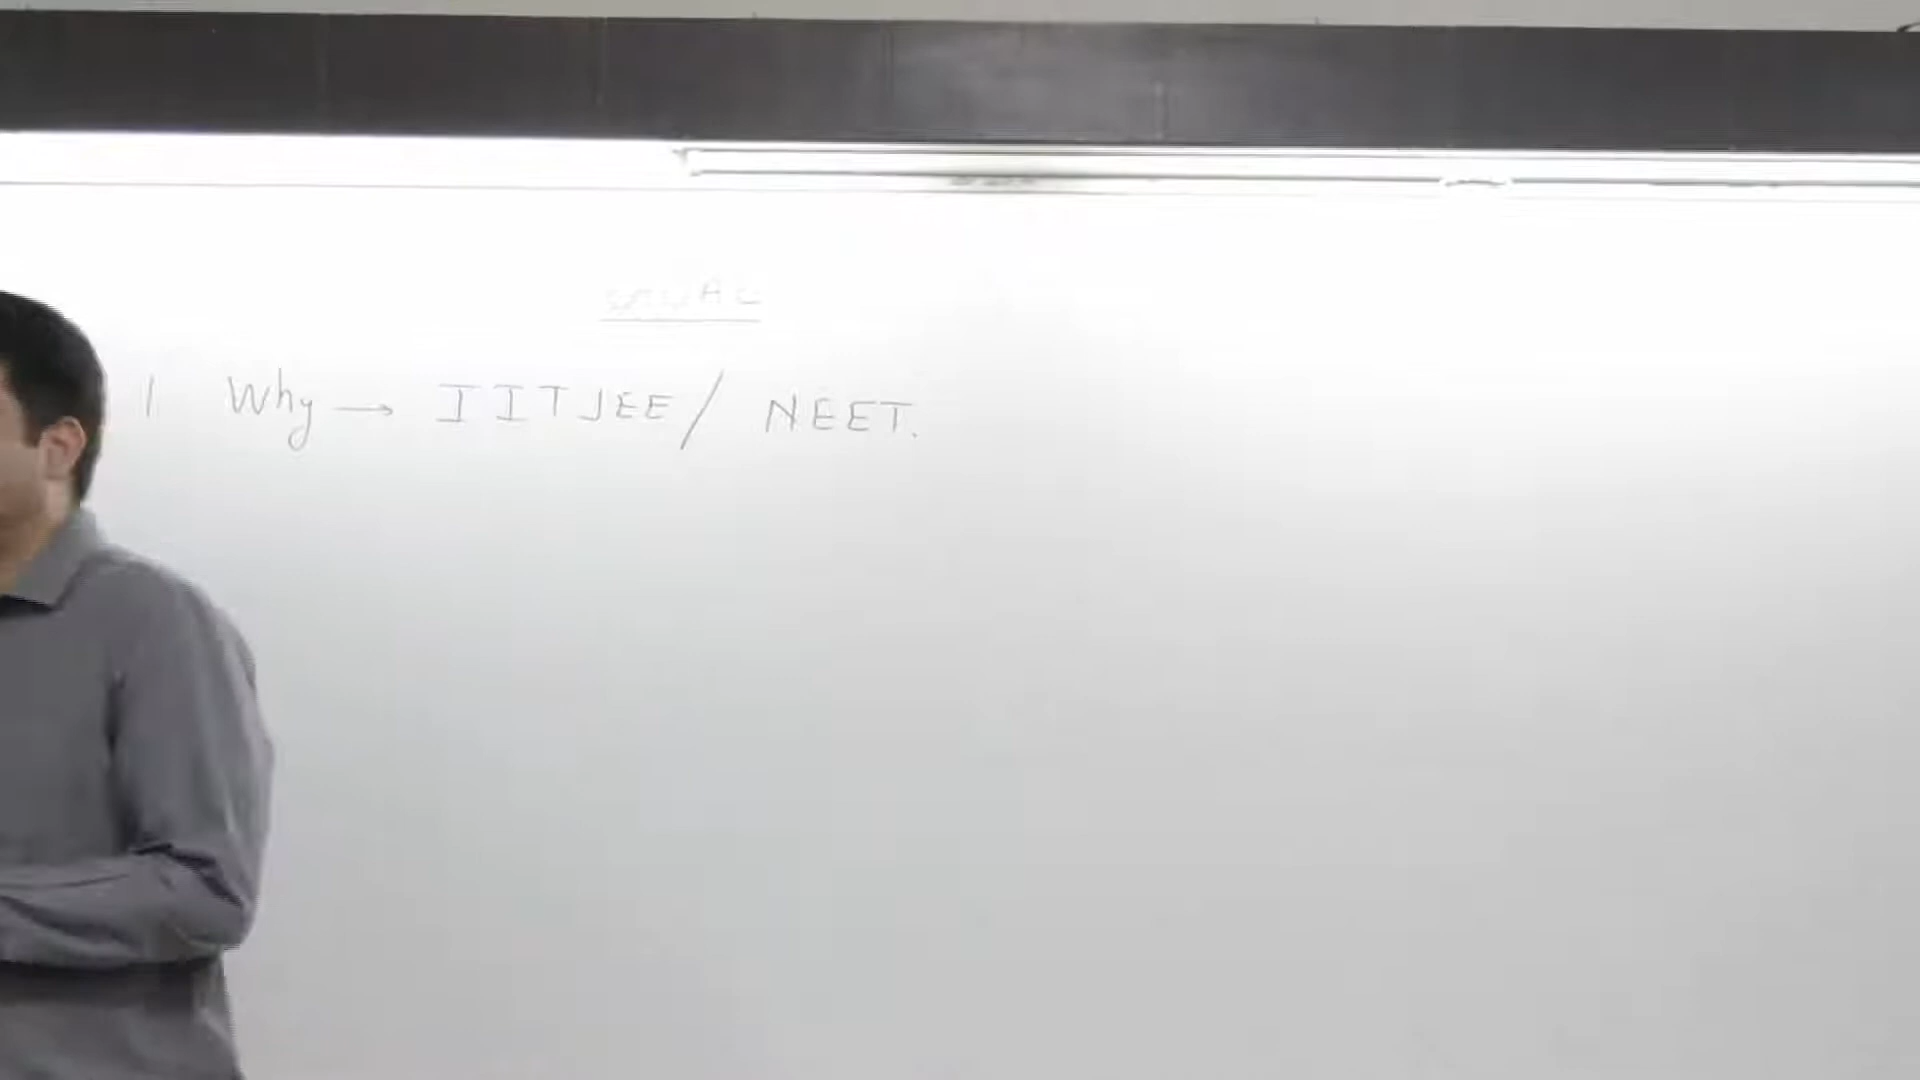 1 Why → IITJEE/ NEET.